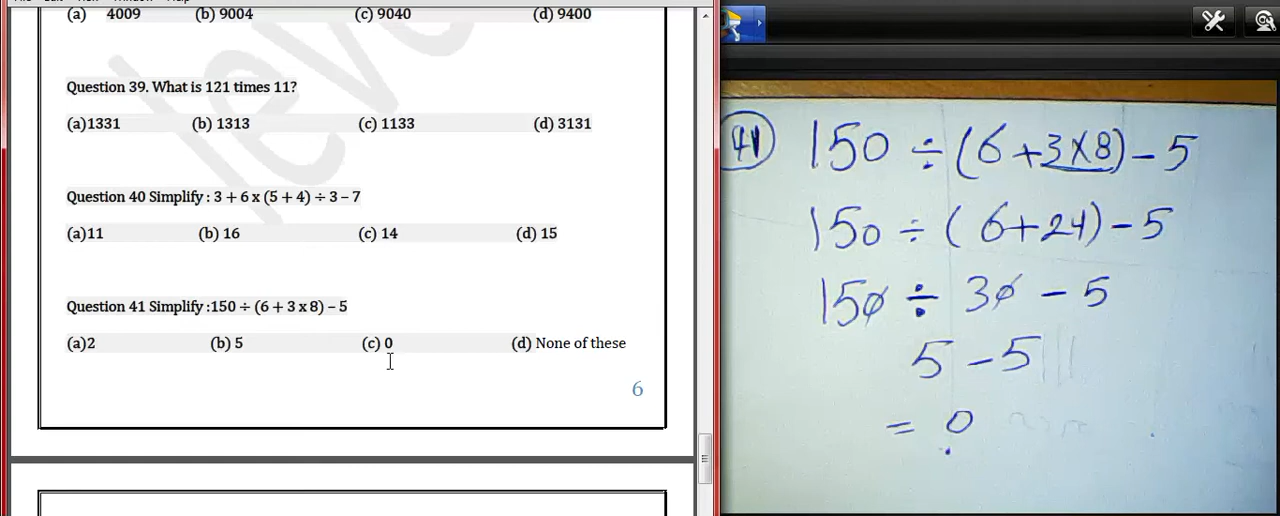 (a) 4009 (b) 9004 (c) 9040 (d) 9400
Question 39. What is 121 times 11?
(a)1331 (b) 1313 (c) 1133 (d) 3131
Question 40 Simplify : 3 + 6 x (5 + 4) ÷ 3 – 7
(a)11 (b) 16 (c) 14 (d) 15
Question 41 Simplify :150 ÷ (6 + 3 x 8) – 5
(a)2 (b) 5 (c) 0 (d) None of these
6
41 150 ÷ (6 + 3 × 8) – 5
150 ÷ ( 6 + 24) – 5
150 ÷ 30 – 5
5 – 5
= 0